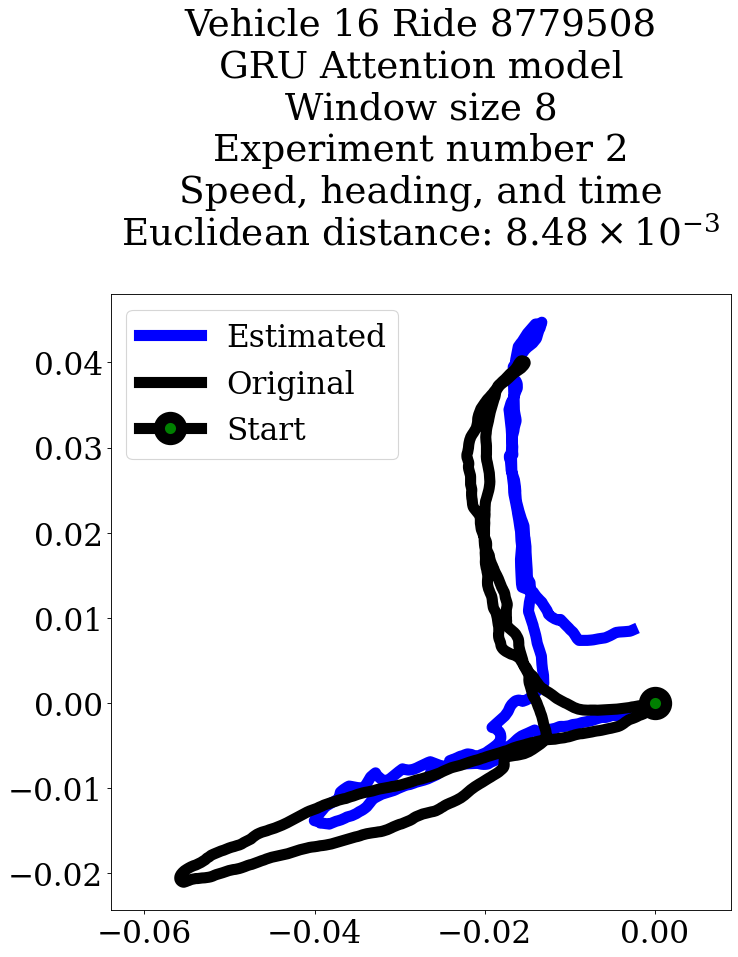 Vehicle 16 Ride 8779508
GRU Attention model
Window size 8
Experiment number 2
Speed, heading, and time
Euclidean distance: 8.48 × 10⁻³
Estimated
Original
Start
0.04
0.03
0.02
0.01
0.00
−0.01
−0.02
−0.06 −0.04 −0.02 0.00